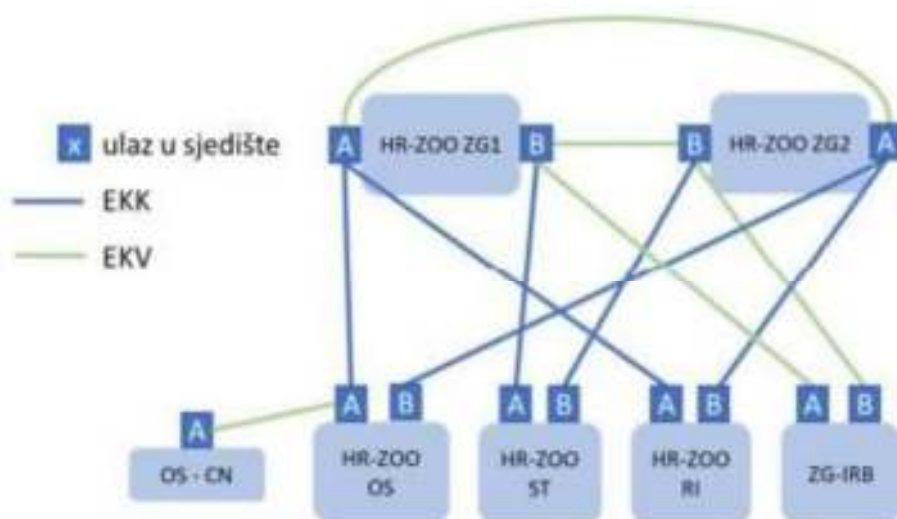 A HR-ZOO ZG1 B B HR-ZOO ZG2 A
x ulaz u sjedište
EKK
EKV
A A B A B A B A B
OS - CN
HR-ZOO
OS
HR-ZOO
ST
HR-ZOO
RI
ZG-IRB